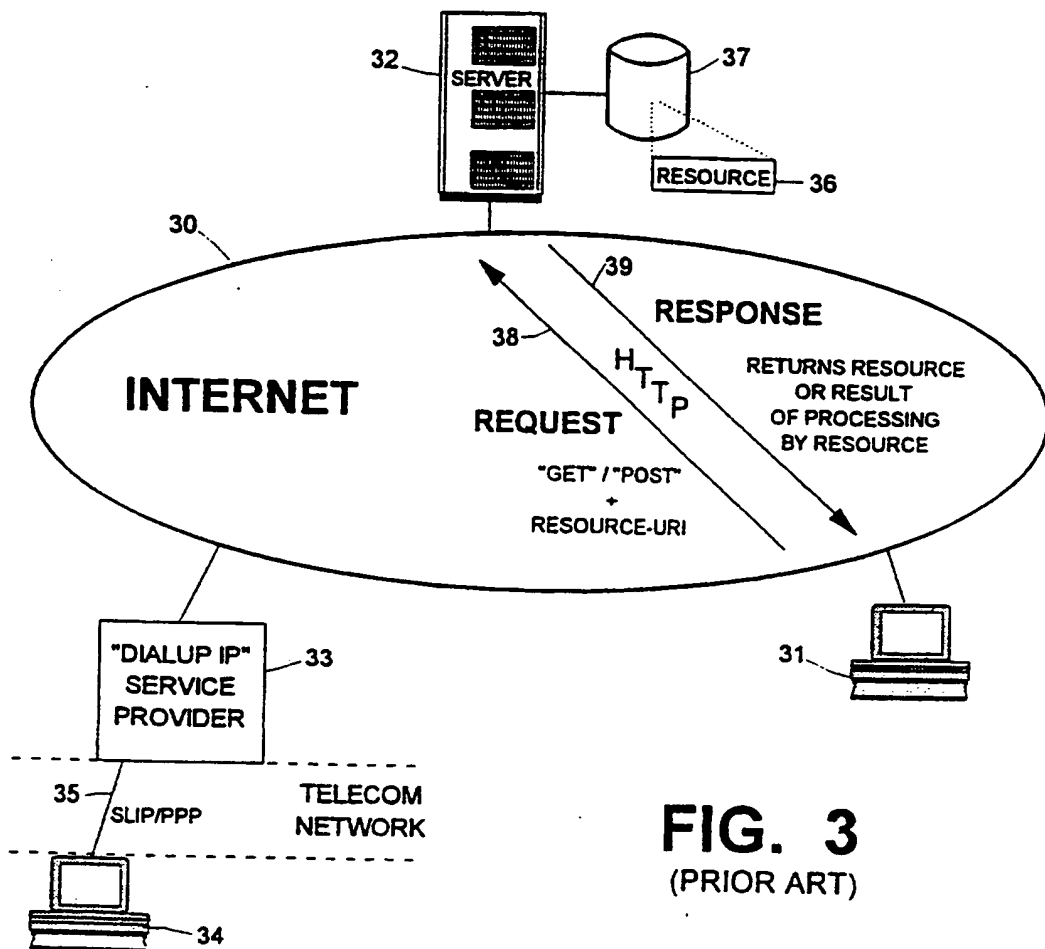 32
SERVER
37
RESOURCE
36
30
39
RESPONSE
38
HTTP
INTERNET
RETURNS RESOURCE
OR RESULT
OF PROCESSING
BY RESOURCE
REQUEST
"GET" / "POST"
+
RESOURCE-URI
"DIALUP IP"
SERVICE
PROVIDER
33
31
35
SLIP/PPP
TELECOM
NETWORK
34
FIG. 3
(PRIOR ART)